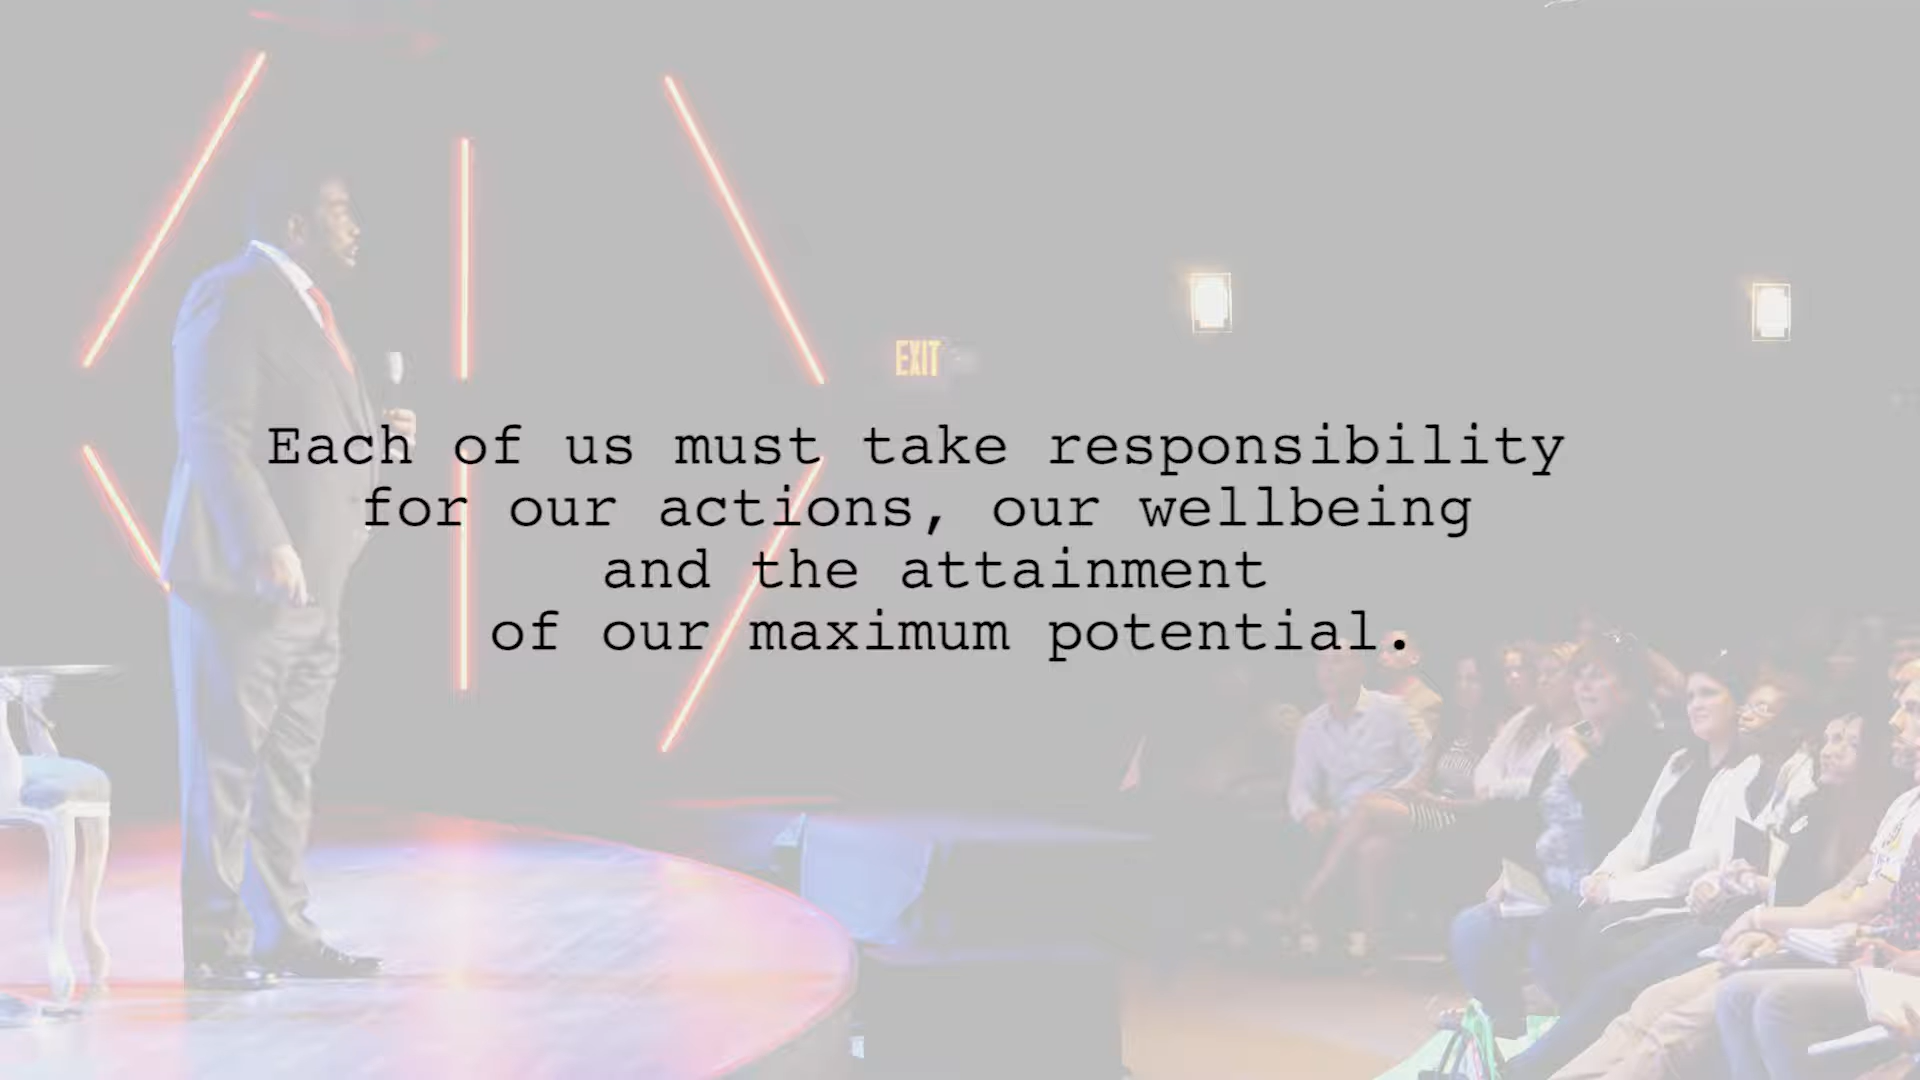 EXIT
Each of us must take responsibility
for our actions, our wellbeing
and the attainment
of our maximum potential.